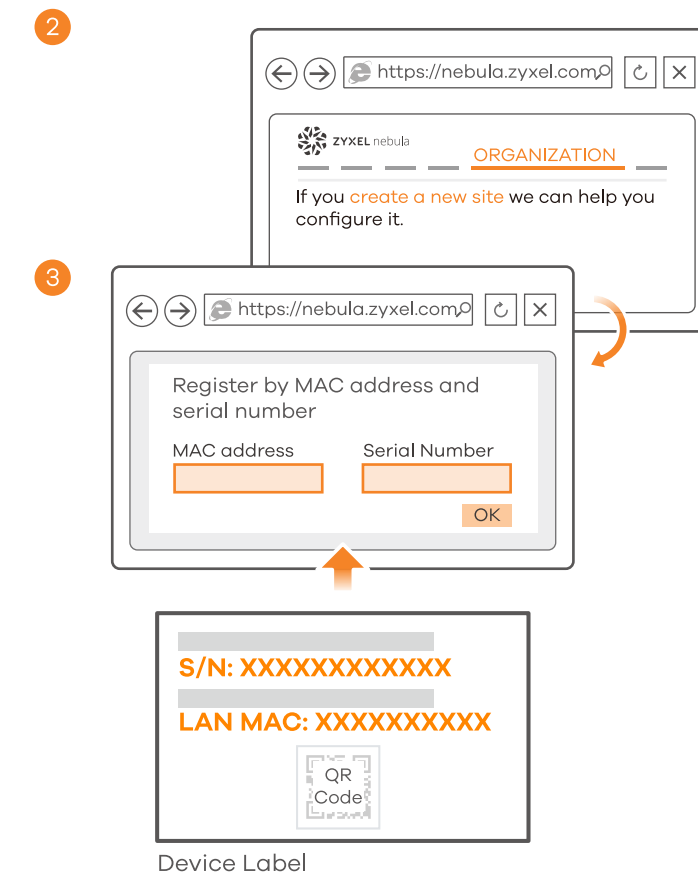 2
https://nebula.zyxel.com
ZYXEL nebula
ORGANIZATION
If you create a new site we can help you
configure it.
3
https://nebula.zyxel.com
Register by MAC address and
serial number
MAC address
Serial Number
OK
S/N: XXXXXXXXXXXX
LAN MAC: XXXXXXXXXX
QR
Code
Device Label